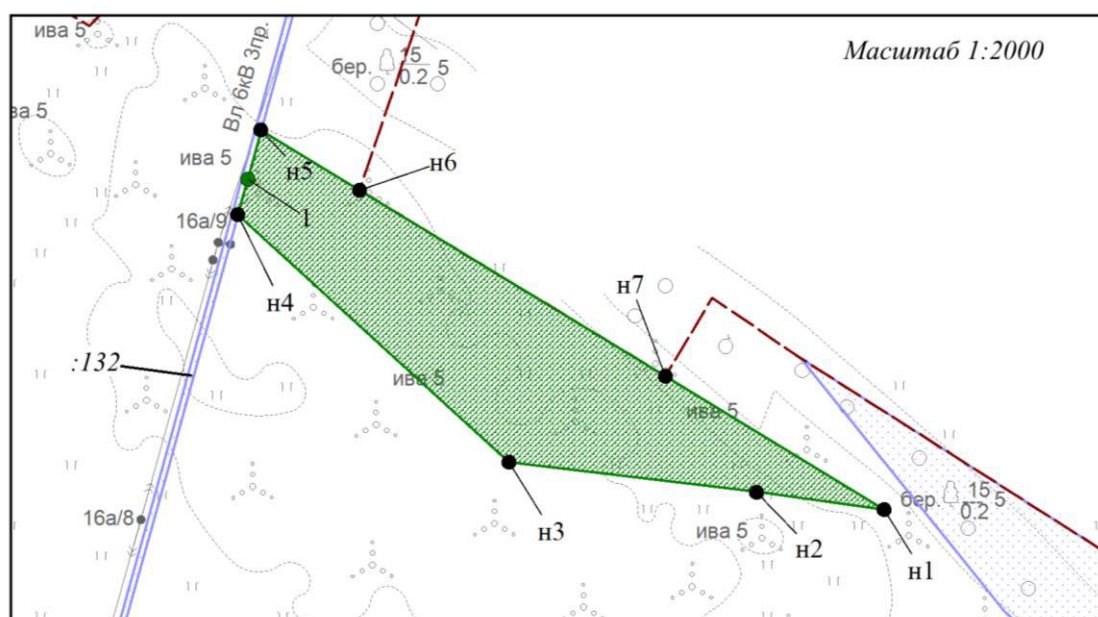 ива 5
Вл 6кВ 3пр.
бер. 15
0.2 5
Масштаб 1:2000
ва 5
ива 5
н5
н6
1
16а/9
н4
н7
:132
ива 5
ива 5
бер. 15
0.2 5
16а/8
н3
ива 5
н2
н1